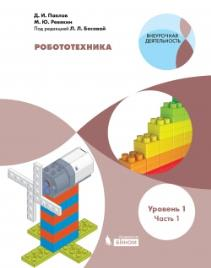 Д. И. Павлов
М. Ю. Ревякин
Под редакцией Л. Л. Босовой
ВНЕУРОЧНАЯ
ДЕЯТЕЛЬНОСТЬ
РОБОТОТЕХНИКА
Уровень 1
Часть 1
БИНОМ